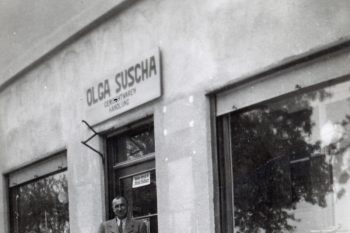 OLGA SUSCHA
GEMISCHTWAREN
HANDLUNG